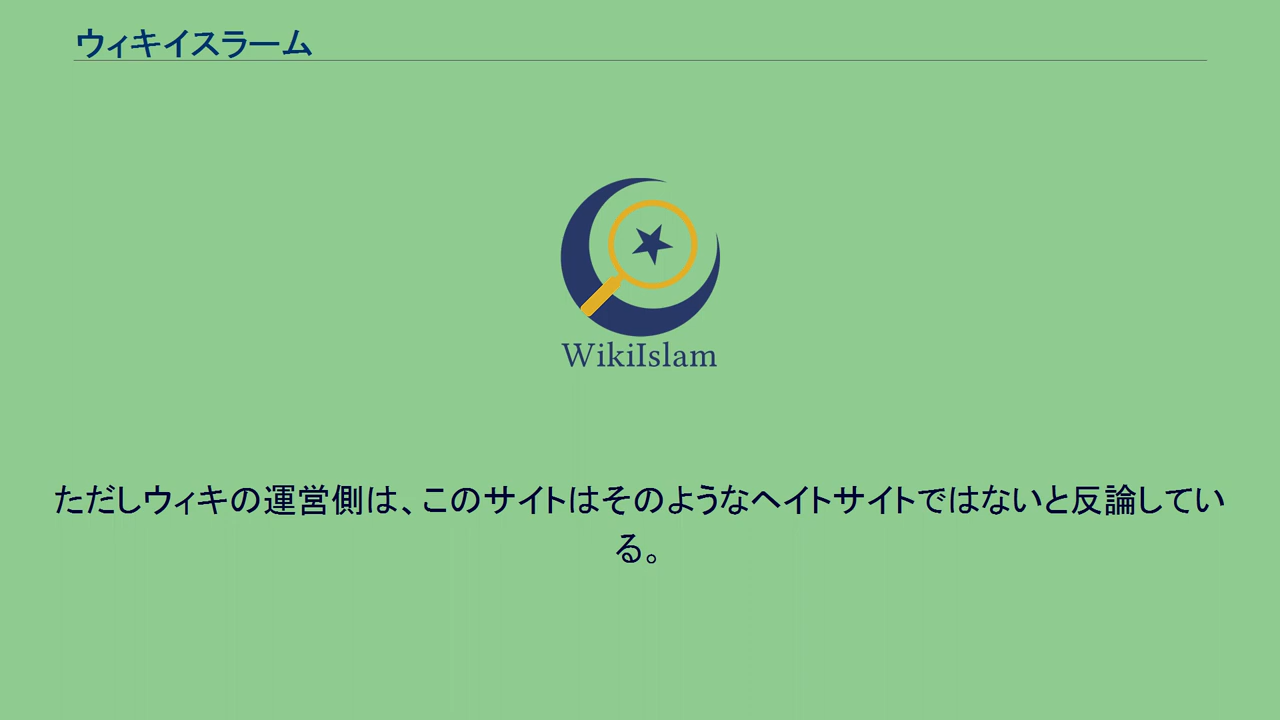 ウィキイスラーム
WikiIslam
ただしウィキの運営側は、このサイトはそのようなヘイトサイトではないと反論してい
る。